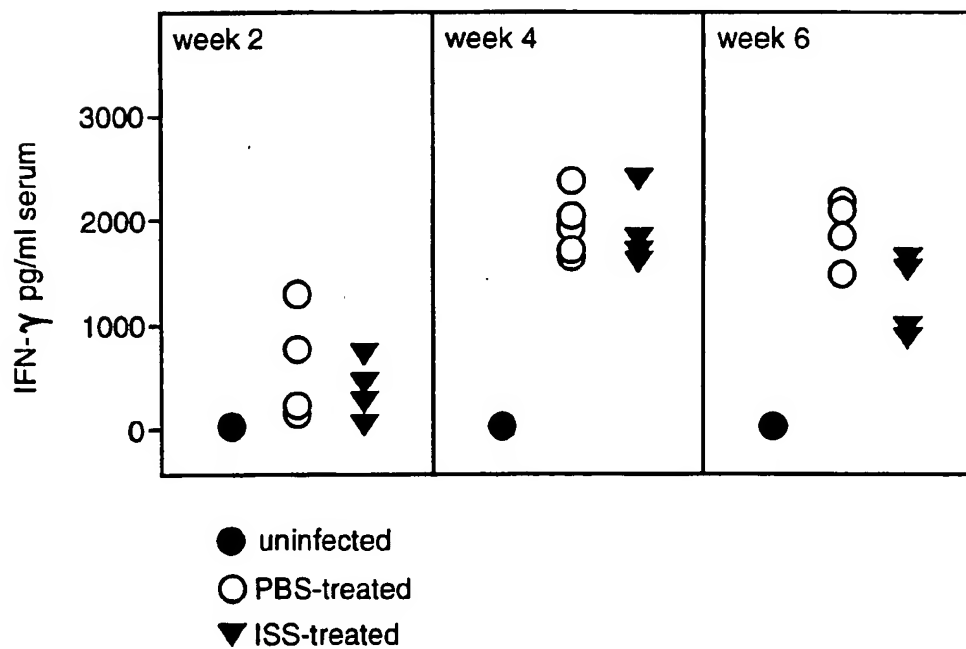 week 2
week 4
week 6
IFN-γ pg/ml serum
3000
2000
1000
0
uninfected
PBS-treated
ISS-treated